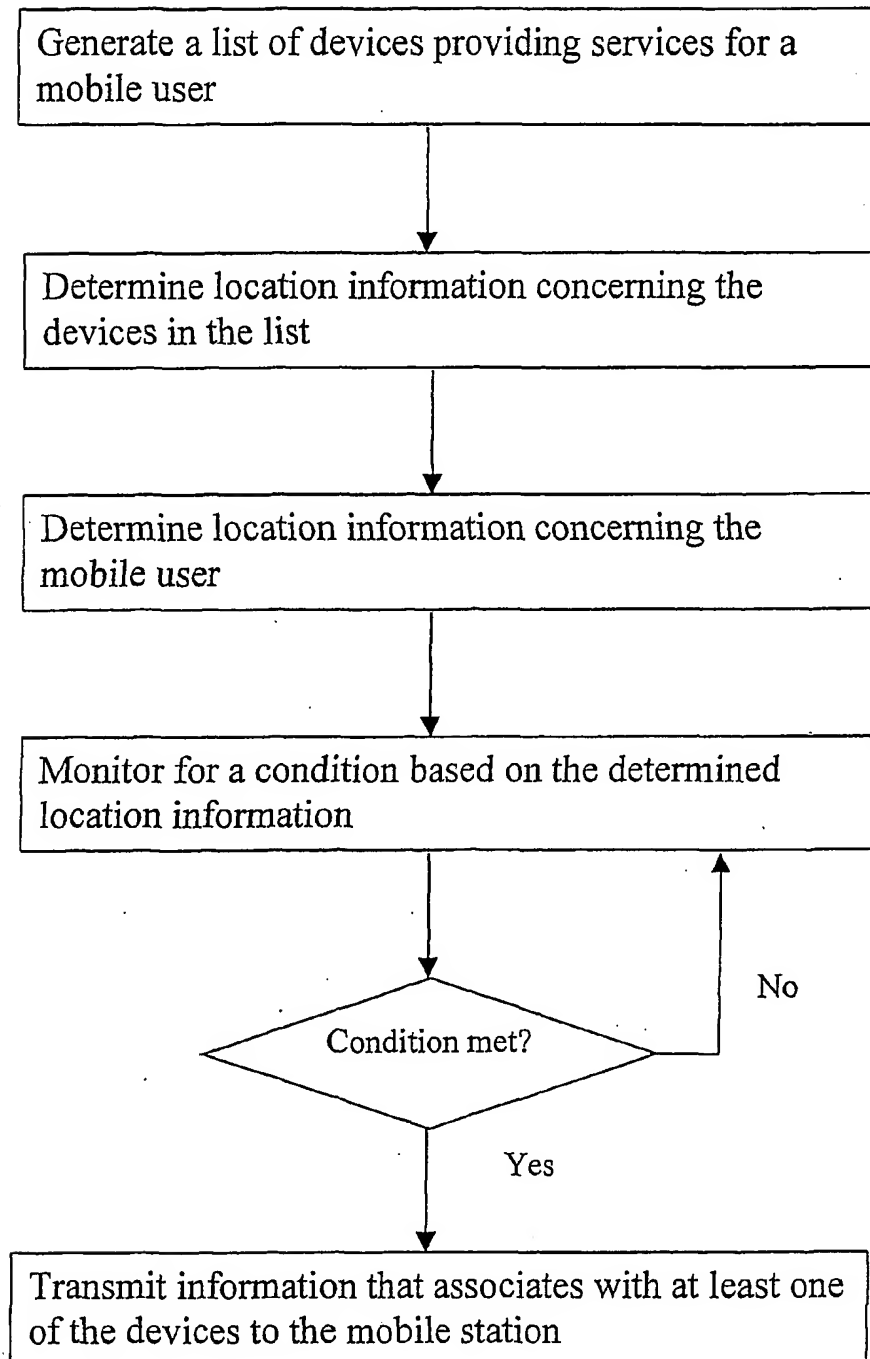 Generate a list of devices providing services for a
mobile user
Determine location information concerning the
devices in the list
Determine location information concerning the
mobile user
Monitor for a condition based on the determined
location information
No
Condition met?
Yes
Transmit information that associates with at least one
of the devices to the mobile station